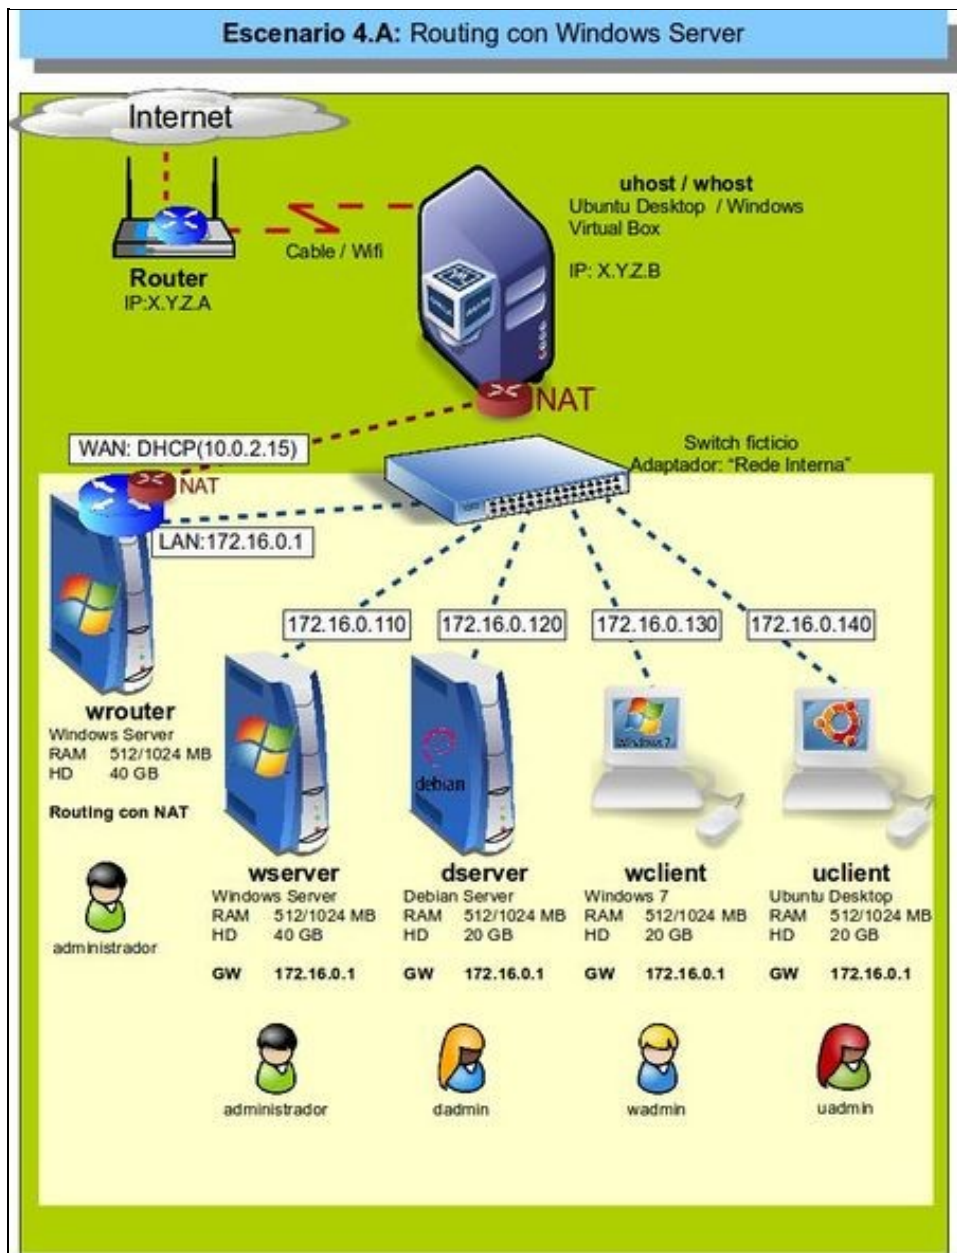 Escenario 4.A: Routing con Windows Server
Internet
uhost / whost
Ubuntu Desktop / Windows
Virtual Box
IP: X.Y.Z.B
Cable / Wifi
Router
IP:X.Y.Z.A
NAT
WAN: DHCP(10.0.2.15)
Switch ficticio
Adaptador: "Rede Interna"
NAT
LAN:172.16.0.1
172.16.0.110
172.16.0.120
172.16.0.130
172.16.0.140
wrouter
Windows Server
RAM 512/1024 MB
HD 40 GB
Routing con NAT
administrador
Windows 7
debian
wserver
Windows Server
RAM 512/1024 MB
HD 40 GB
GW 172.16.0.1
administrador
dserver
Debian Server
RAM 512/1024 MB
HD 20 GB
GW 172.16.0.1
dadmin
wclient
Windows 7
RAM 512/1024 MB
HD 20 GB
GW 172.16.0.1
wadmin
uclient
Ubuntu Desktop
RAM 512/1024 MB
HD 20 GB
GW 172.16.0.1
uadmin